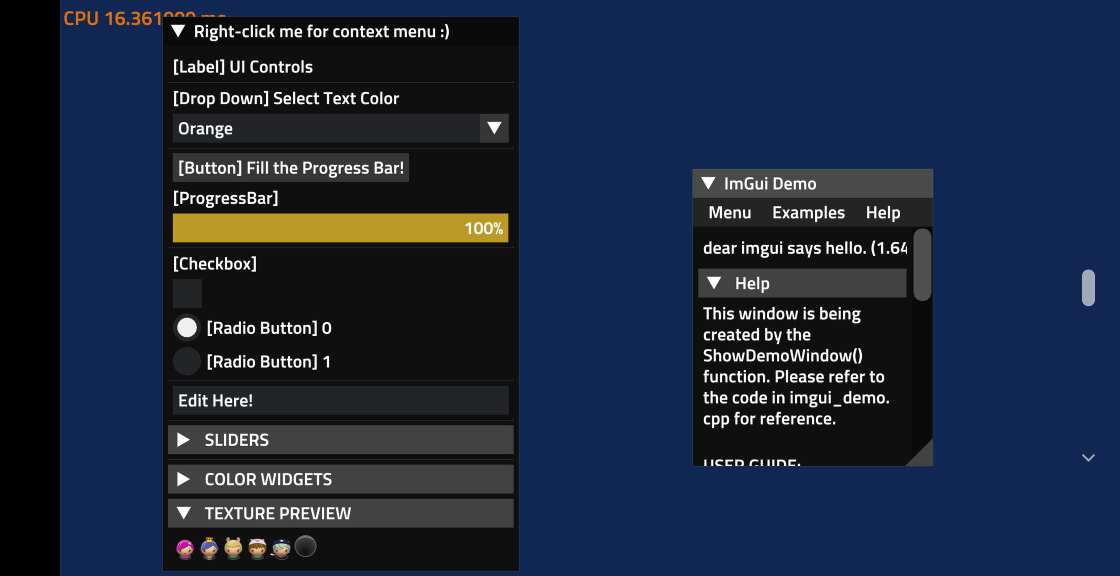 CPU 16.361
Right-click me for context menu :)
[Label] UI Controls
[Drop Down] Select Text Color
Orange
[Button] Fill the Progress Bar!
[ProgressBar]
100%
[Checkbox]
[Radio Button] 0
[Radio Button] 1
Edit Here!
SLIDERS
COLOR WIDGETS
TEXTURE PREVIEW
ImGui Demo
Menu Examples Help
dear imgui says hello. (1.64
Help
This window is being
created by the
ShowDemoWindow()
function. Please refer to
the code in imgui_demo.
cpp for reference.
USER GUIDE: